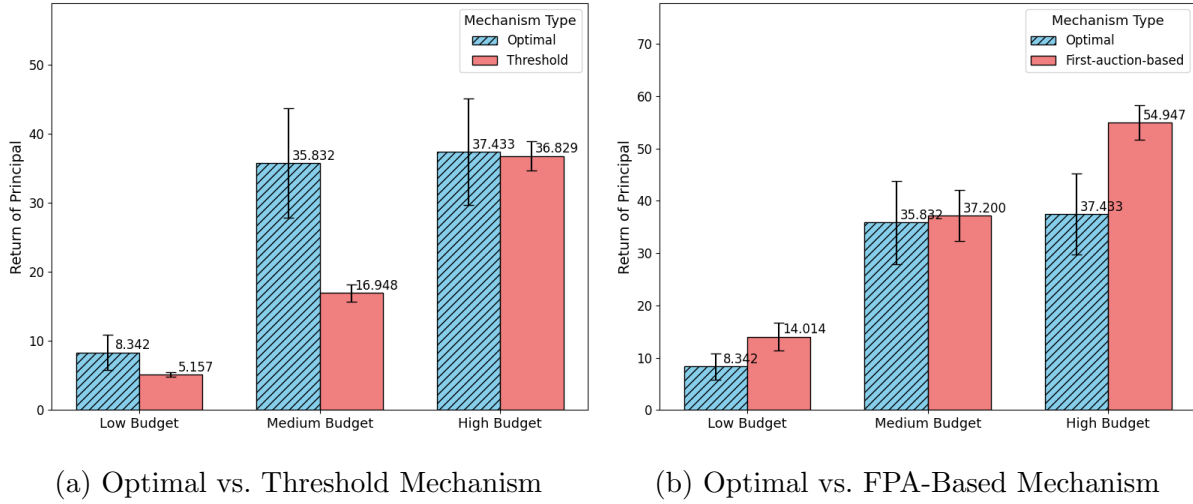 Mechanism Type
Optimal
Threshold
Return of Principal
50
40
30
20
10
0
8.342
5.157
35.832
16.948
37.433
36.829
Low Budget
Medium Budget
High Budget
(a) Optimal vs. Threshold Mechanism
Mechanism Type
Optimal
First-auction-based
Return of Principal
70
60
50
40
30
20
10
0
8.342
14.014
35.832
37.200
37.433
54.947
Low Budget
Medium Budget
High Budget
(b) Optimal vs. FPA-Based Mechanism